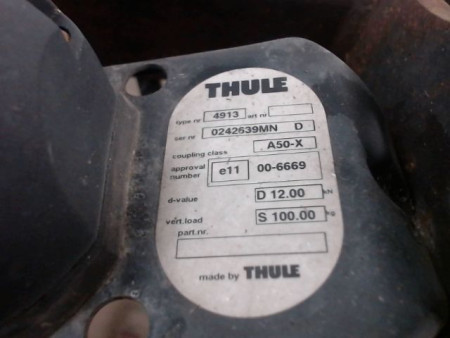 THULE
type nr 4913 art nr
ser nr 0242639MN D
coupling class A50-X
approval number e11 00-6669
d-value D 12.00 kN
vert.load S 100.00 kg
part.nr.
made by THULE